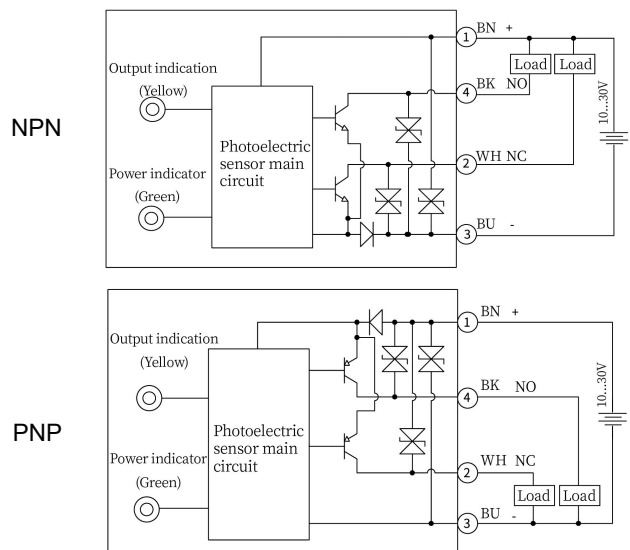 NPN
Output indication
(Yellow)
Power indicator
(Green)
Photoelectric
sensor main
circuit
1 BN +
Load Load
4 BK NO
2 WH NC
3 BU -
10...30V
PNP
Output indication
(Yellow)
Power indicator
(Green)
Photoelectric
sensor main
circuit
1 BN +
4 BK NO
2 WH NC
Load Load
3 BU -
10...30V